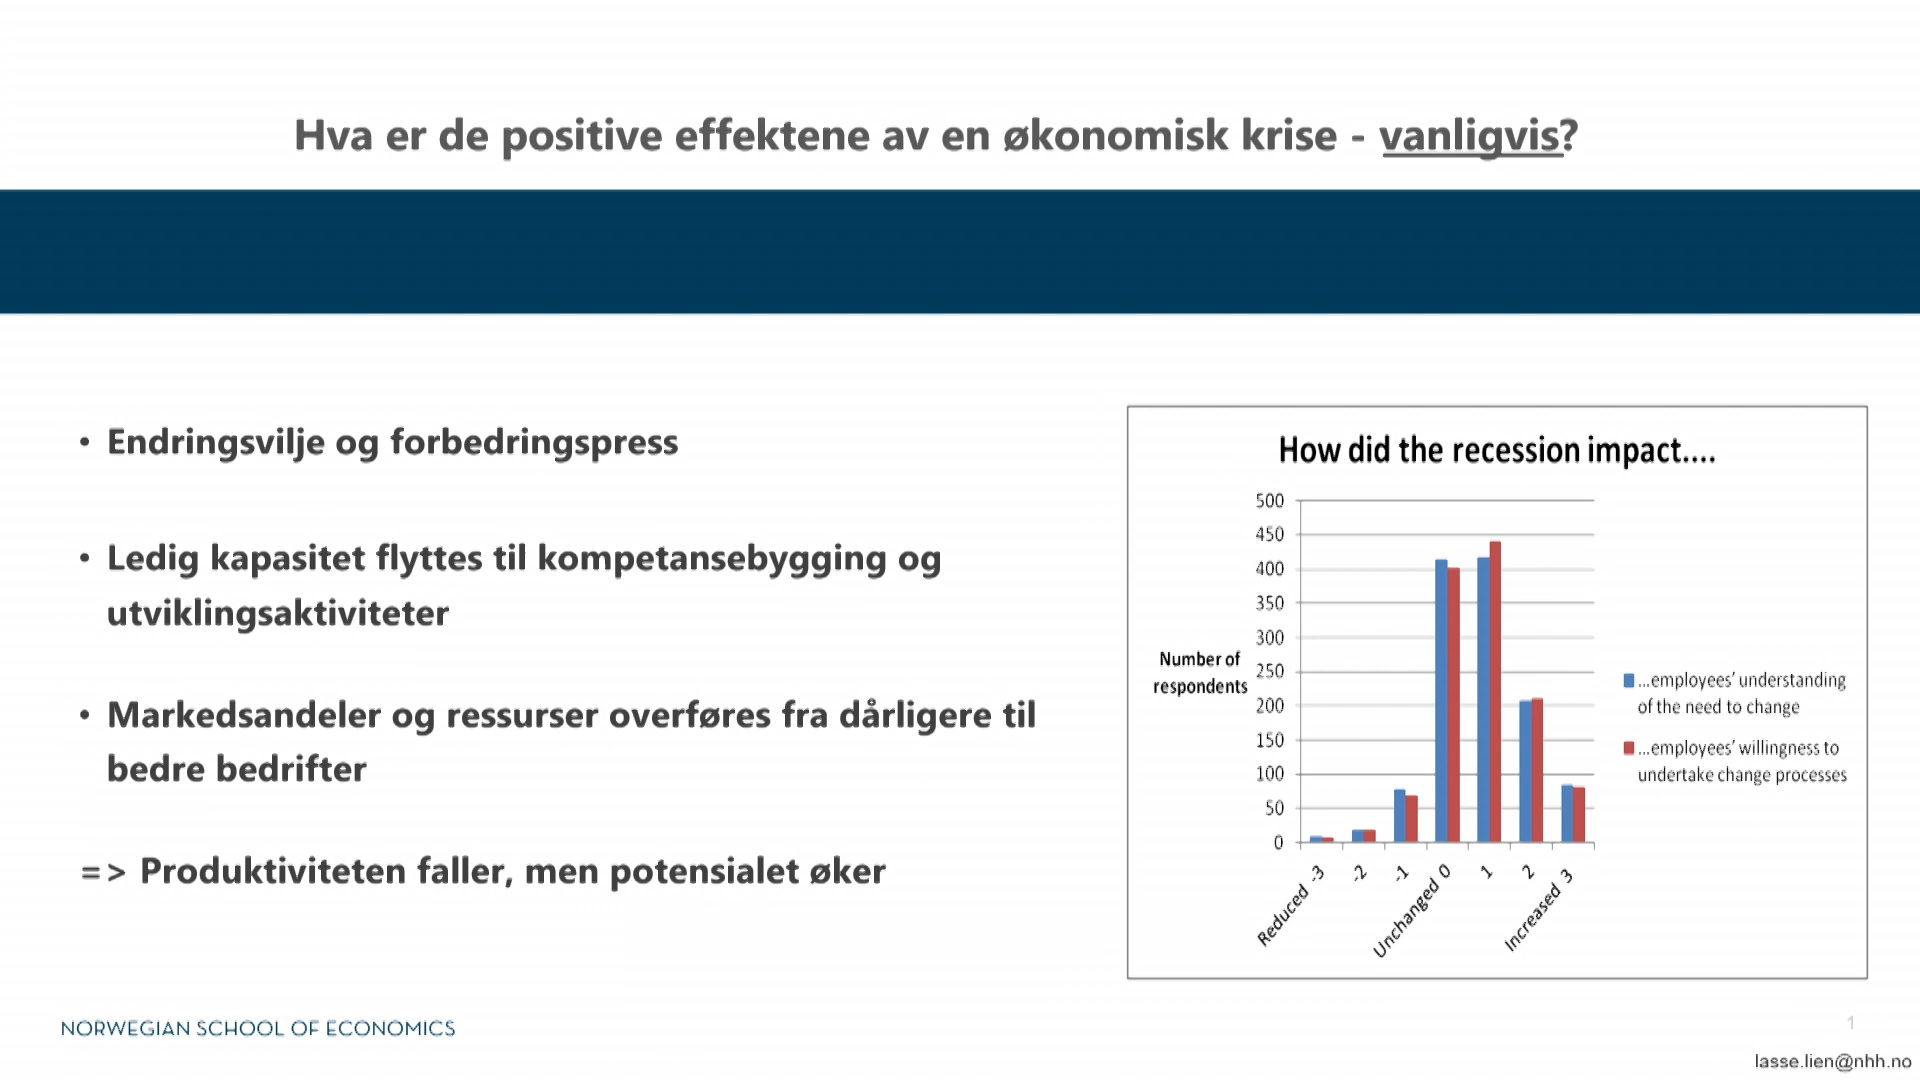 Hva er de positive effektene av en økonomisk krise - vanligvis?
• Endringsvilje og forbedringspress
• Ledig kapasitet flyttes til kompetansebygging og
utviklingsaktiviteter
• Markedsandeler og ressurser overføres fra dårligere til
bedre bedrifter
=> Produktiviteten faller, men potensialet øker
How did the recession impact....
500
450
400
350
300
250
200
150
100
50
0
Number of
respondents
Reduced -3
-2
-1
Unchanged 0
1
2
Increased 3
...employees' understanding
of the need to change
...employees' willingness to
undertake change processes
NORWEGIAN SCHOOL OF ECONOMICS
1
lasse.lien@nhh.no